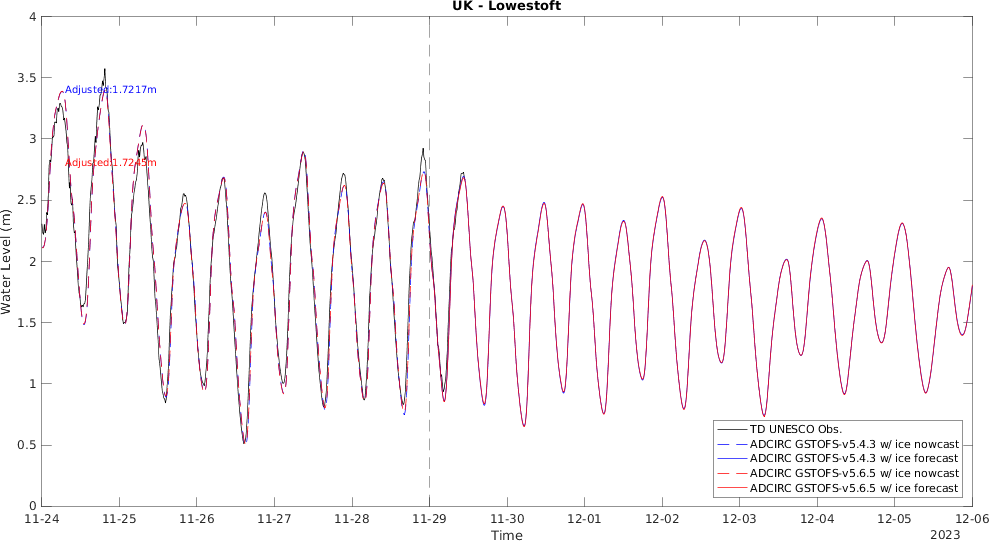 UK - Lowestoft
4
3.5
3
2.5
2
1.5
1
0.5
0
Water Level (m)
Adjusted:1.7217m
Adjusted:1.7245m
TD UNESCO Obs.
ADCIRC GSTOFS-v5.4.3 w/ ice nowcast
ADCIRC GSTOFS-v5.4.3 w/ ice forecast
ADCIRC GSTOFS-v5.6.5 w/ ice nowcast
ADCIRC GSTOFS-v5.6.5 w/ ice forecast
11-24 11-25 11-26 11-27 11-28 11-29 11-30 12-01 12-02 12-03 12-04 12-05 12-06
Time
2023